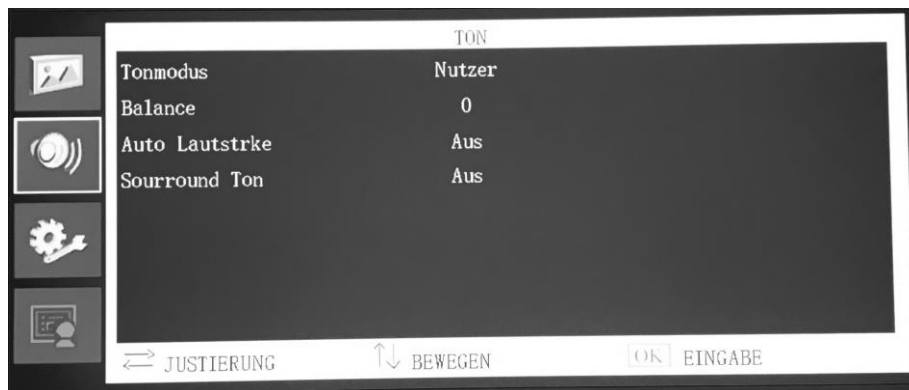 TON
Tonmodus Nutzer
Balance 0
Auto Lautstrke Aus
Sourround Ton Aus
JUSTIERUNG BEWEGEN OK EINGABE